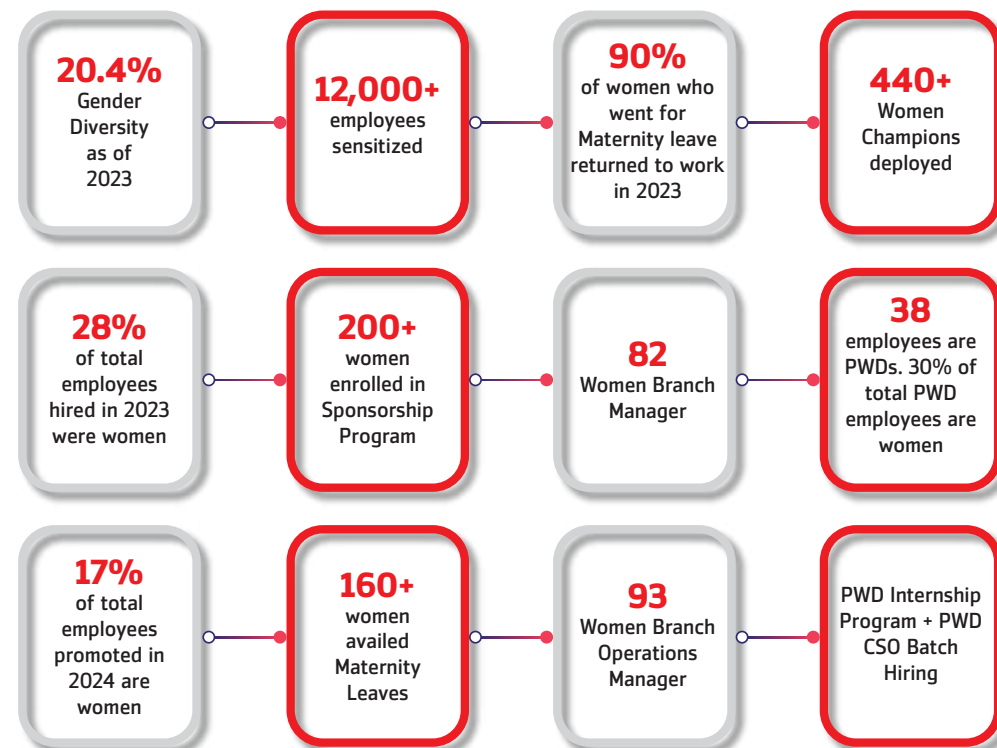 20.4%
Gender
Diversity
as of
2023
12,000+
employees
sensitized
90%
of women who
went for
Maternity leave
returned to work
in 2023
440+
Women
Champions
deployed
28%
of total
employees
hired in 2023
were women
200+
women
enrolled in
Sponsorship
Program
82
Women Branch
Manager
38
employees are
PWDs. 30% of
total PWD
employees are
women
17%
of total
employees
promoted in
2024 are
women
160+
women
availed
Maternity
Leaves
93
Women Branch
Operations
Manager
PWD Internship
Program + PWD
CSO Batch
Hiring